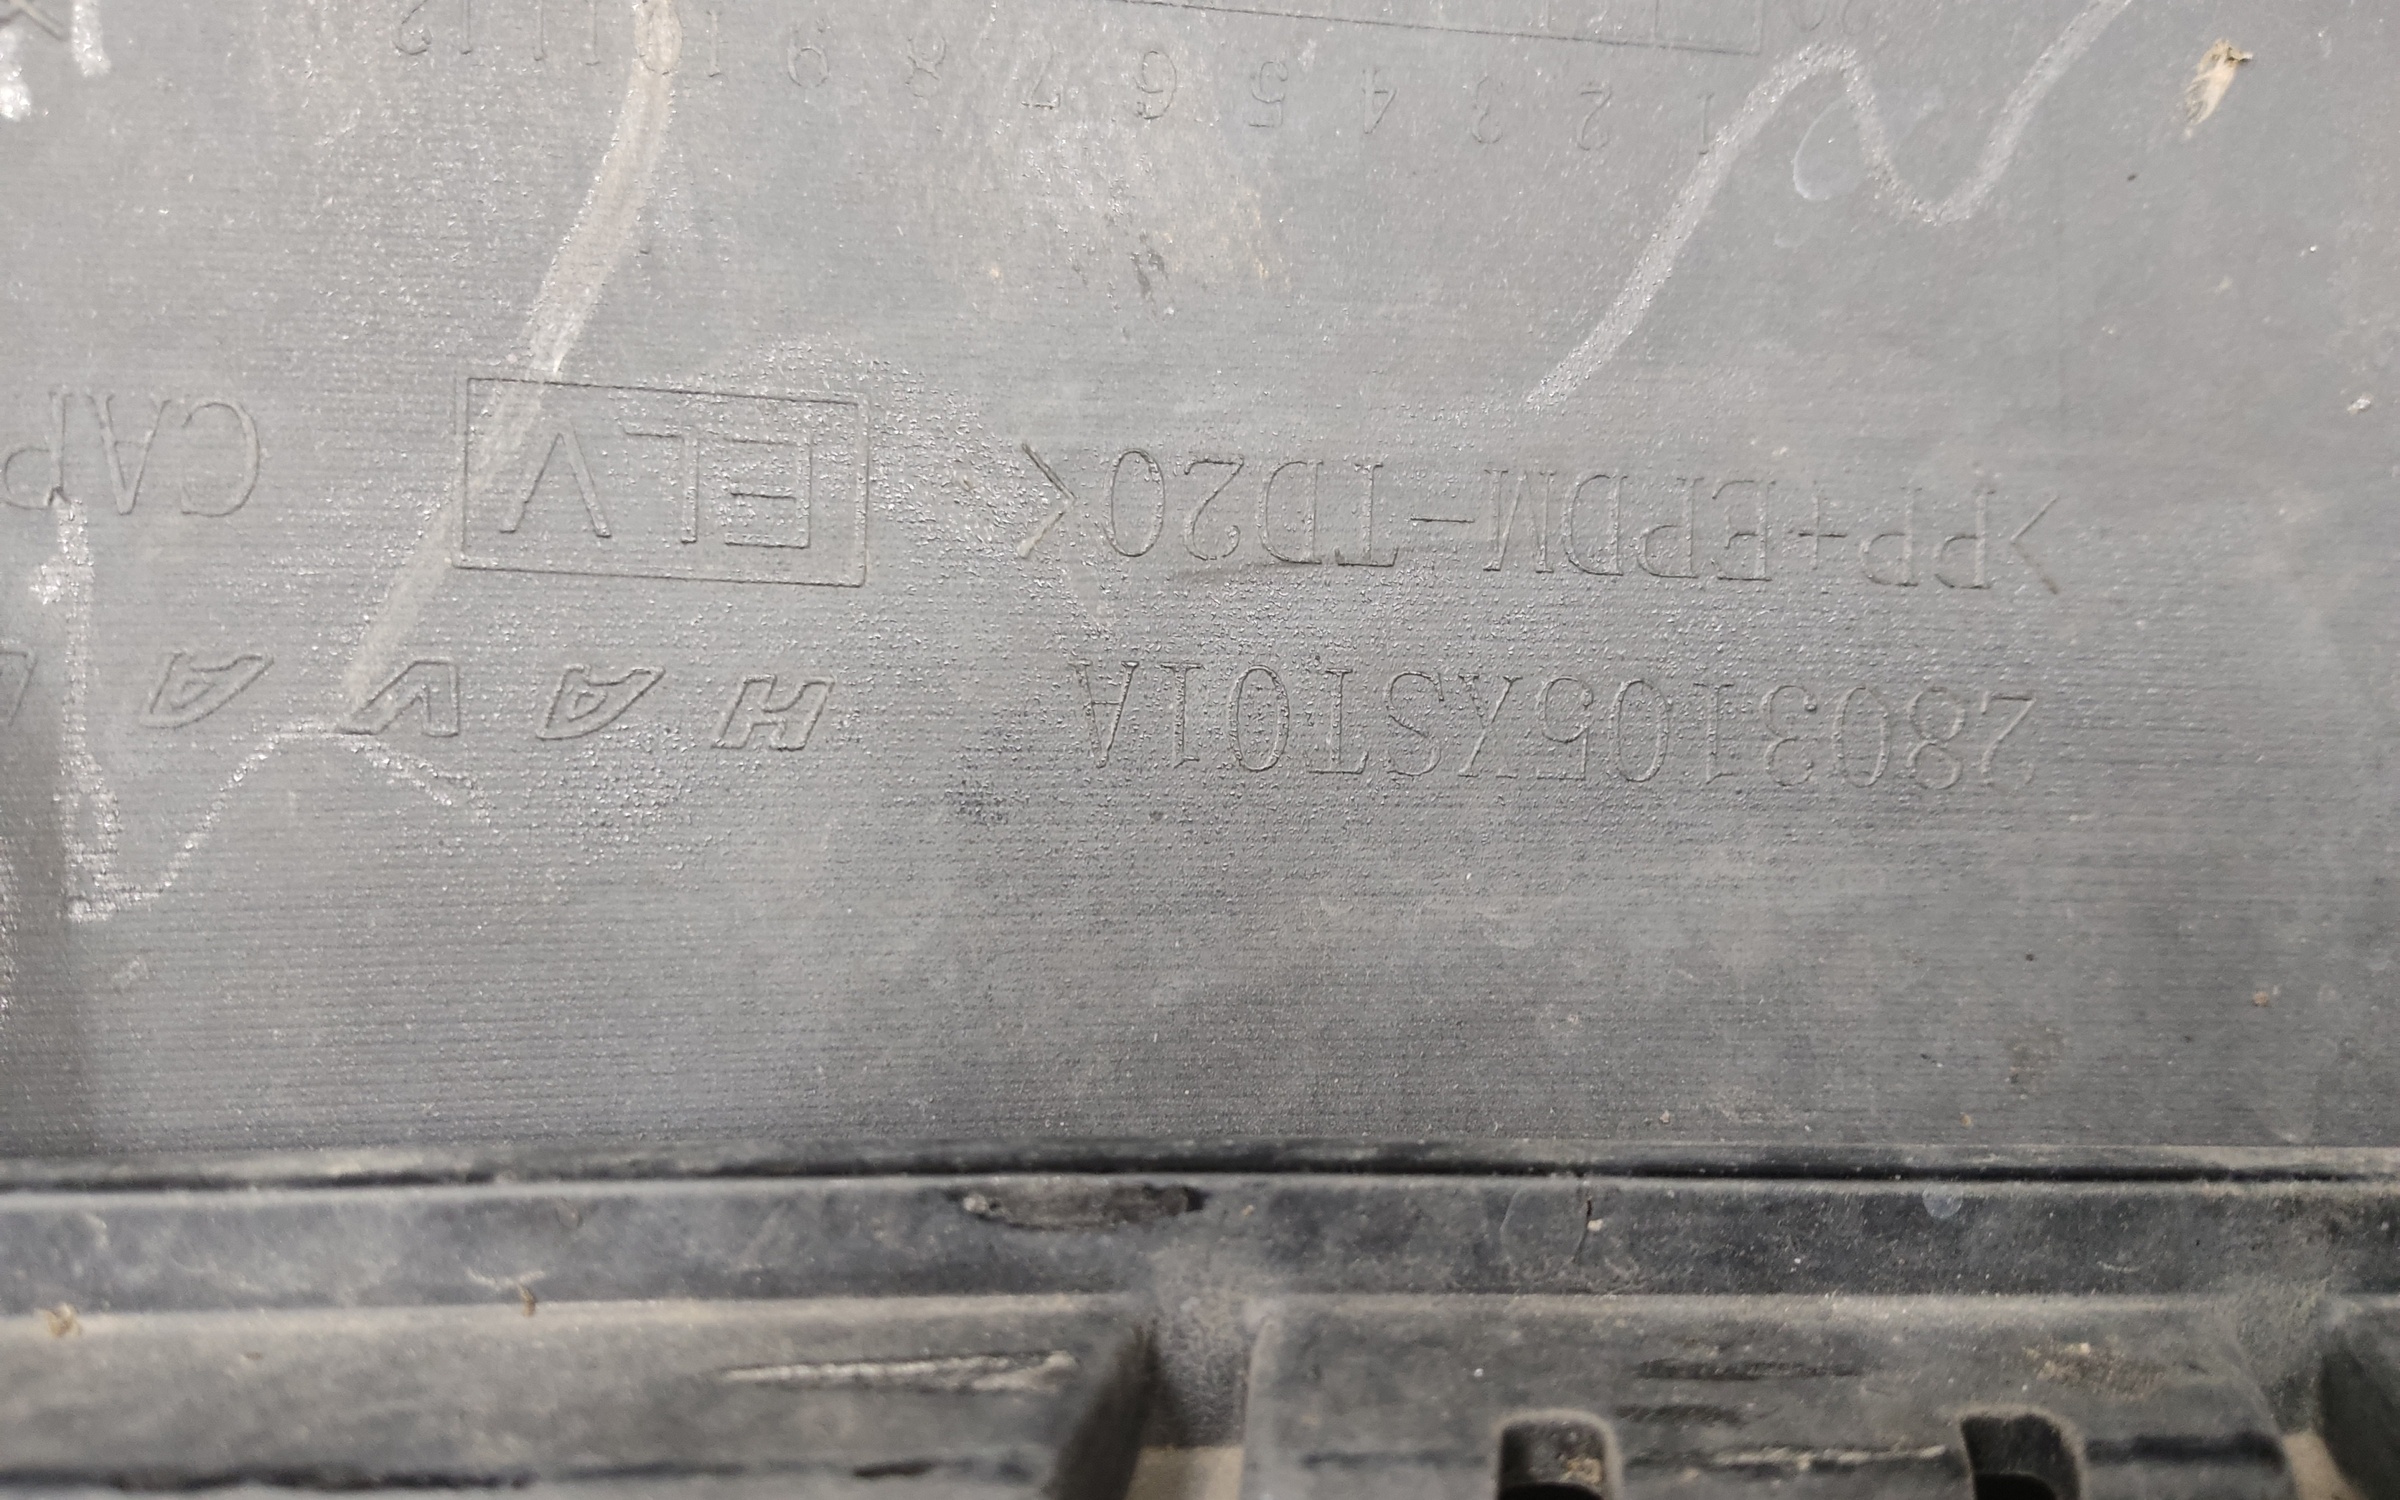 2803105XST01A HAVAL
>PP+EPDM-TD20< ELV CAP
1 2 3 4 5 6 7 8 9 10 11 12
20